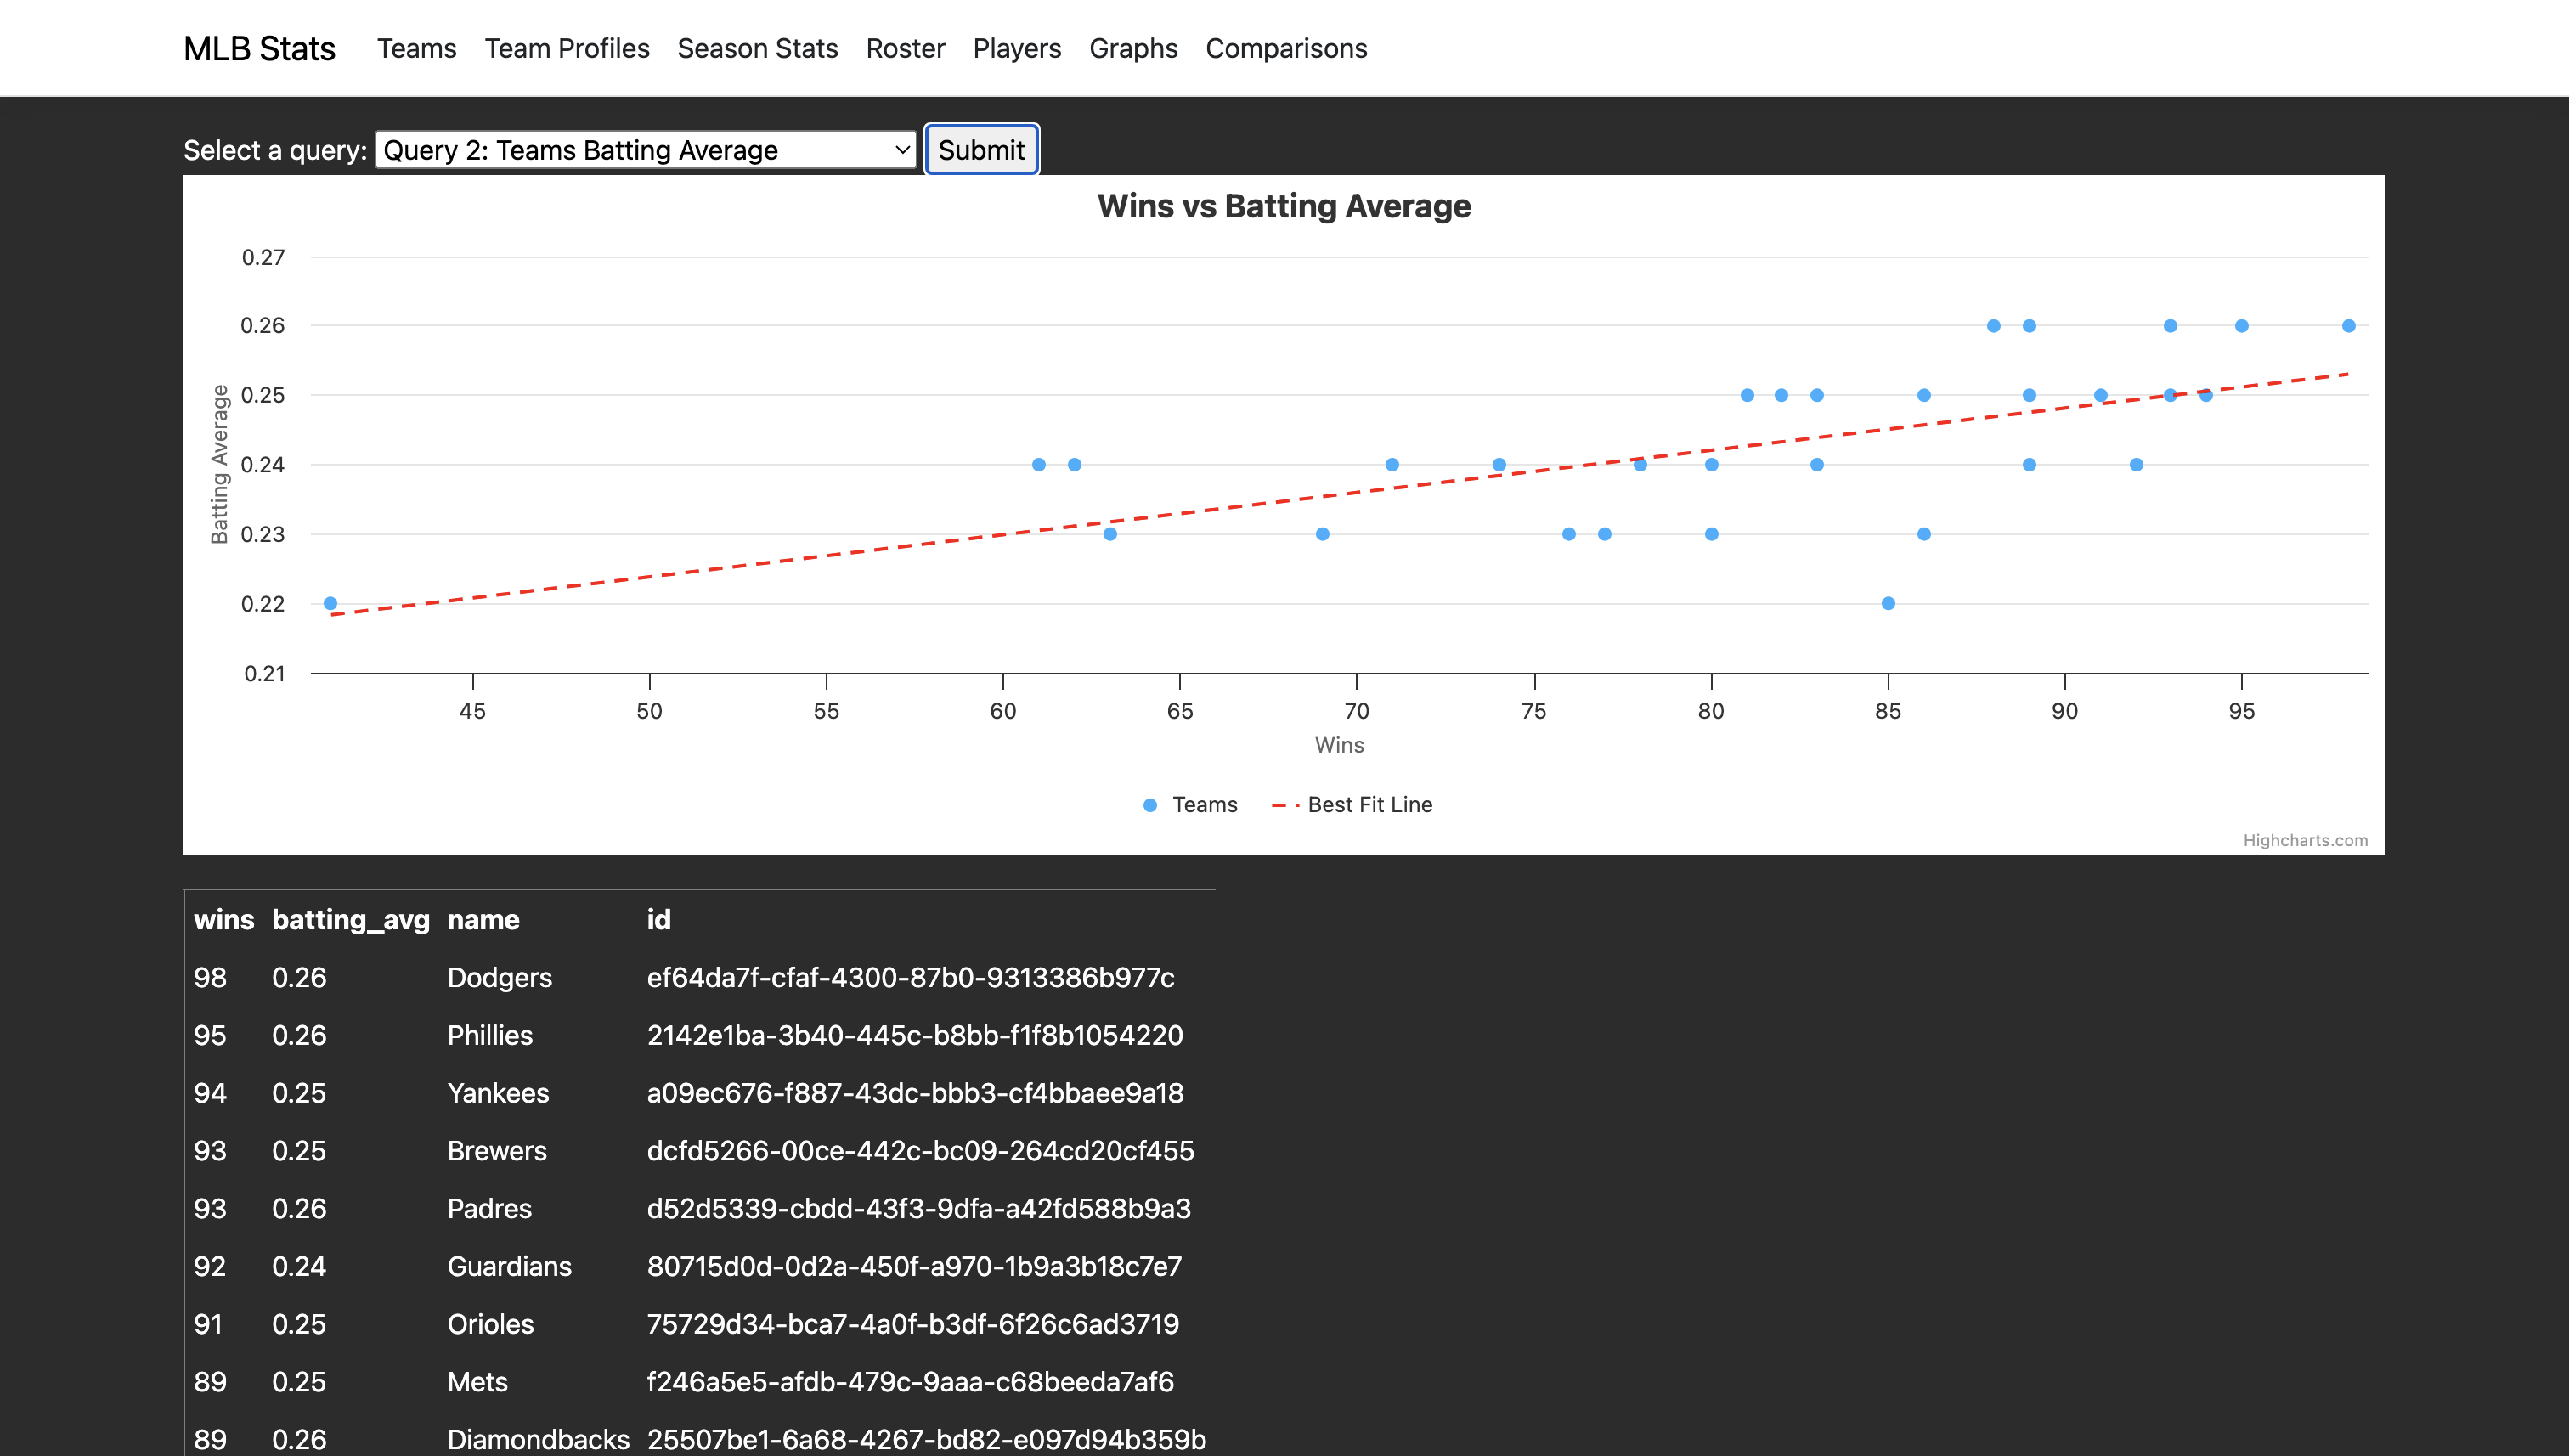 MLB Stats Teams Team Profiles Season Stats Roster Players Graphs Comparisons
Select a query: Query 2: Teams Batting Average Submit
Wins vs Batting Average
0.27
0.26
0.25
0.24
0.23
0.22
0.21
Batting Average
45 50 55 60 65 70 75 80 85 90 95
Wins
Teams Best Fit Line
Highcharts.com
wins batting_avg name id
98 0.26 Dodgers ef64da7f-cfaf-4300-87b0-9313386b977c
95 0.26 Phillies 2142e1ba-3b40-445c-b8bb-f1f8b1054220
94 0.25 Yankees a09ec676-f887-43dc-bbb3-cf4bbaee9a18
93 0.25 Brewers dcfd5266-00ce-442c-bc09-264cd20cf455
93 0.26 Padres d52d5339-cbdd-43f3-9dfa-a42fd588b9a3
92 0.24 Guardians 80715d0d-0d2a-450f-a970-1b9a3b18c7e7
91 0.25 Orioles 75729d34-bca7-4a0f-b3df-6f26c6ad3719
89 0.25 Mets f246a5e5-afdb-479c-9aaa-c68beeda7af6
89 0.26 Diamondbacks 25507be1-6a68-4267-bd82-e097d94b359b